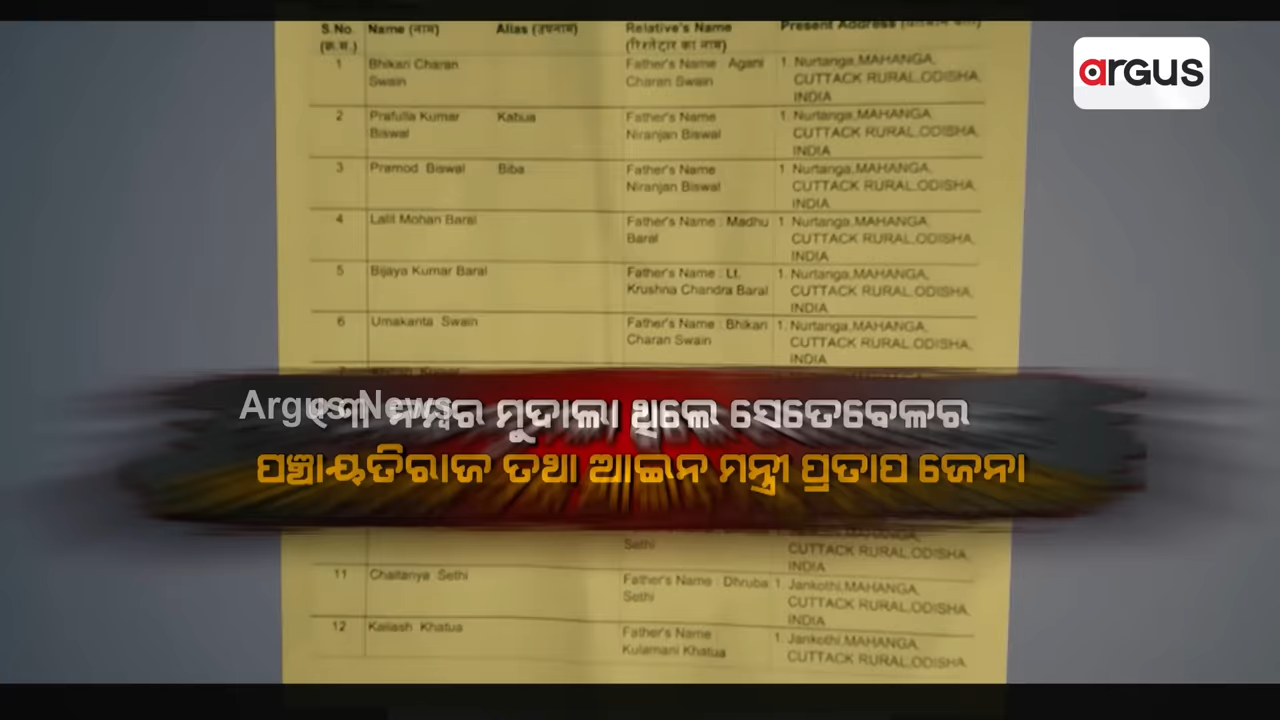 S.No. Name (नाम) Alias (उपनाम) Relative's Name Present Address
(क्र.स.) (रिश्तेदार का नाम)
1 Bhikari Charan Father's Name : Agani 1. Nurtanga,MAHANGA,
Swain Charan Swain CUTTACK RURAL,ODISHA,
INDIA
2 Prafulla Kumar Kabua Father's Name 1. Nurtanga,MAHANGA,
Biswal Niranjan Biswal CUTTACK RURAL,ODISHA,
INDIA
3 Pramod Biswal Biba Father's Name 1. Nurtanga,MAHANGA,
Niranjan Biswal CUTTACK RURAL,ODISHA,
INDIA
4 Lalit Mohan Baral Father's Name : Madhu 1. Nurtanga,MAHANGA,
Baral CUTTACK RURAL,ODISHA,
INDIA
5 Bijaya Kumar Baral Father's Name : Lt. 1. Nurtanga,MAHANGA,
Krushna Chandra Baral CUTTACK RURAL,ODISHA,
INDIA
6 Umakanta Swain Father's Name : Bhikari 1. Nurtanga,MAHANGA,
Charan Swain CUTTACK RURAL,ODISHA,
INDIA
argus
Argus News
ନମ୍ବର ମୁଦାଲା ଥିଲେ ସେତେବେଳର
ପଞ୍ଚାୟତିରାଜ ତଥା ଆଇନ ମନ୍ତ୍ରୀ ପ୍ରତାପ ଜେନା
Sethi CUTTACK RURAL,ODISHA,
INDIA
11 Chaitanya Sethi Father's Name : Dhruba 1. Jankothi,MAHANGA,
Sethi CUTTACK RURAL,ODISHA,
INDIA
12 Kailash Khatua Father's Name : 1. Jankothi,MAHANGA,
Kulamani Khatua CUTTACK RURAL,ODISHA,